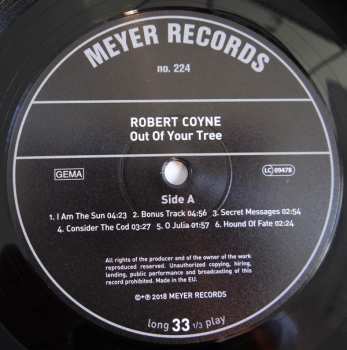 MEYER RECORDS
no. 224
ROBERT COYNE
Out Of Your Tree
GEMA
LC 09478
Side A
1. I Am The Sun 04:23 2. Bonus Track 04:56 3. Secret Messages 02:54
4. Consider The Cod 03:27 5. O Julia 01:57 6. Hound Of Fate 02:24
All rights of the producer and of the owner of the work
reproduced reserved. Unauthorized copying, hiring,
lending, public performance and broadcasting of this
record prohibited. Made in the EU.
©+℗ 2018 MEYER RECORDS
long 33 1/3 play